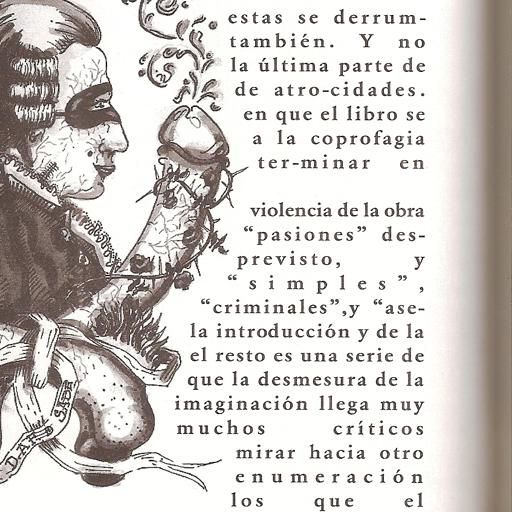 estas se derrum-
también. Y no
la última parte de
de atro-cidades.
en que el libro se
a la coprofagia
ter-minar en
violencia de la obra
“pasiones” des-
previsto, y
“simples”,
“criminales”,y “ase-
la introducción y de la
el resto es una serie de
que la desmesura de la
imaginación llega muy
muchos críticos
mirar hacia otro
enumeración
los que el
D.A.F. SADE